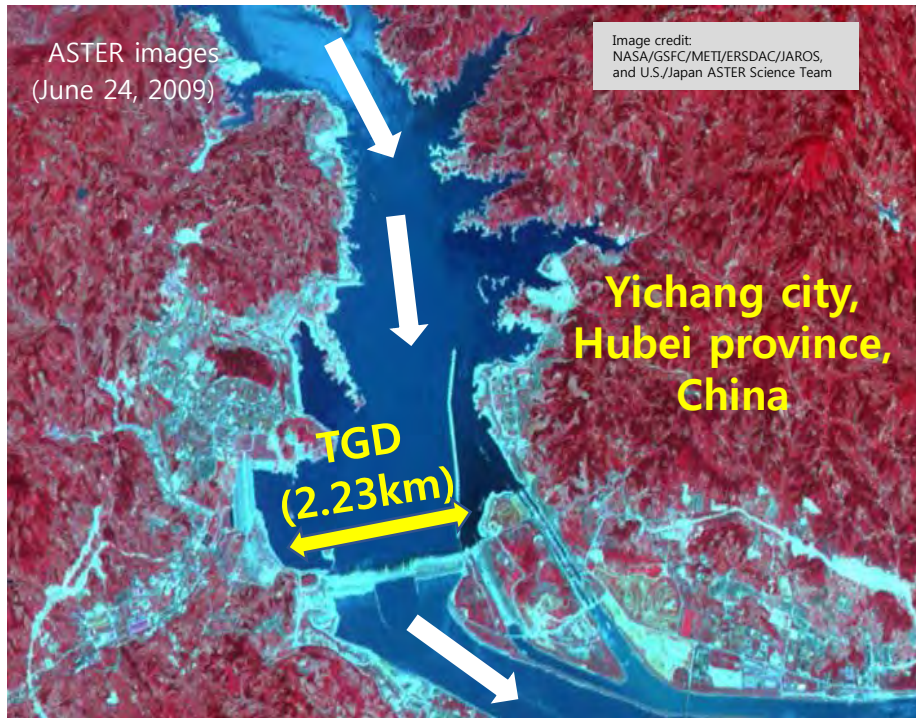 ASTER images
(June 24, 2009)
Image credit:
NASA/GSFC/METI/ERSDAC/JAROS,
and U.S./Japan ASTER Science Team
Yichang city,
Hubei province,
China
TGD
(2.23km)